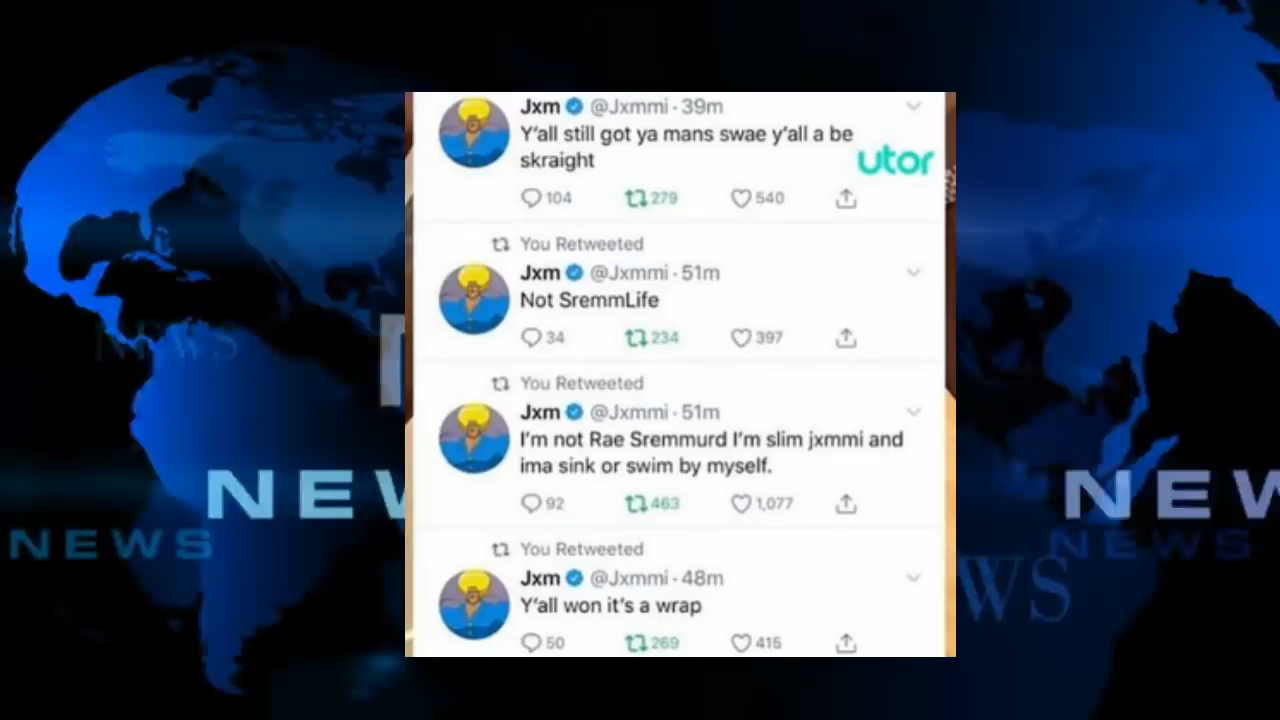 Jxm @Jxmmi · 39m
Y'all still got ya mans swae y'all a be
skraight
utor
104 279 540
You Retweeted
Jxm @Jxmmi · 51m
Not SremmLife
34 234 397
You Retweeted
Jxm @Jxmmi · 51m
I'm not Rae Sremmurd I'm slim jxmmi and
ima sink or swim by myself.
92 463 1,077
You Retweeted
Jxm @Jxmmi · 48m
Y'all won it's a wrap
50 269 415
NEWS
NEW
NEWS
NEW
NEWS
WS